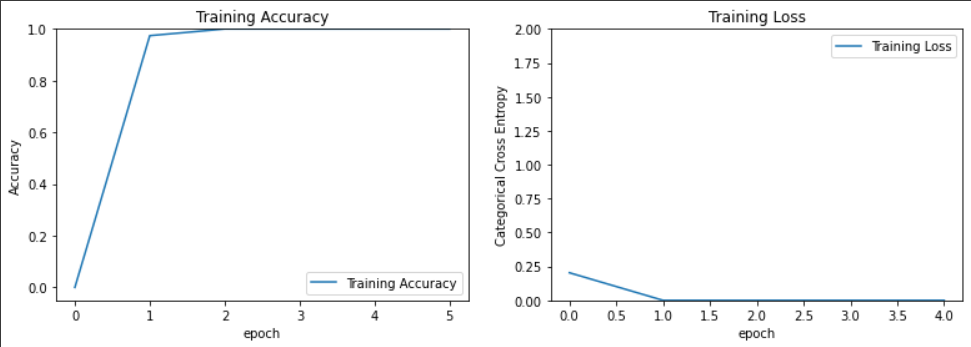 Training Accuracy
1.0
0.8
0.6
0.4
0.2
0.0
Accuracy
Training Accuracy
0 1 2 3 4 5
epoch
Training Loss
2.00
1.75
1.50
1.25
1.00
0.75
0.50
0.25
0.00
Categorical Cross Entropy
Training Loss
0.0 0.5 1.0 1.5 2.0 2.5 3.0 3.5 4.0
epoch